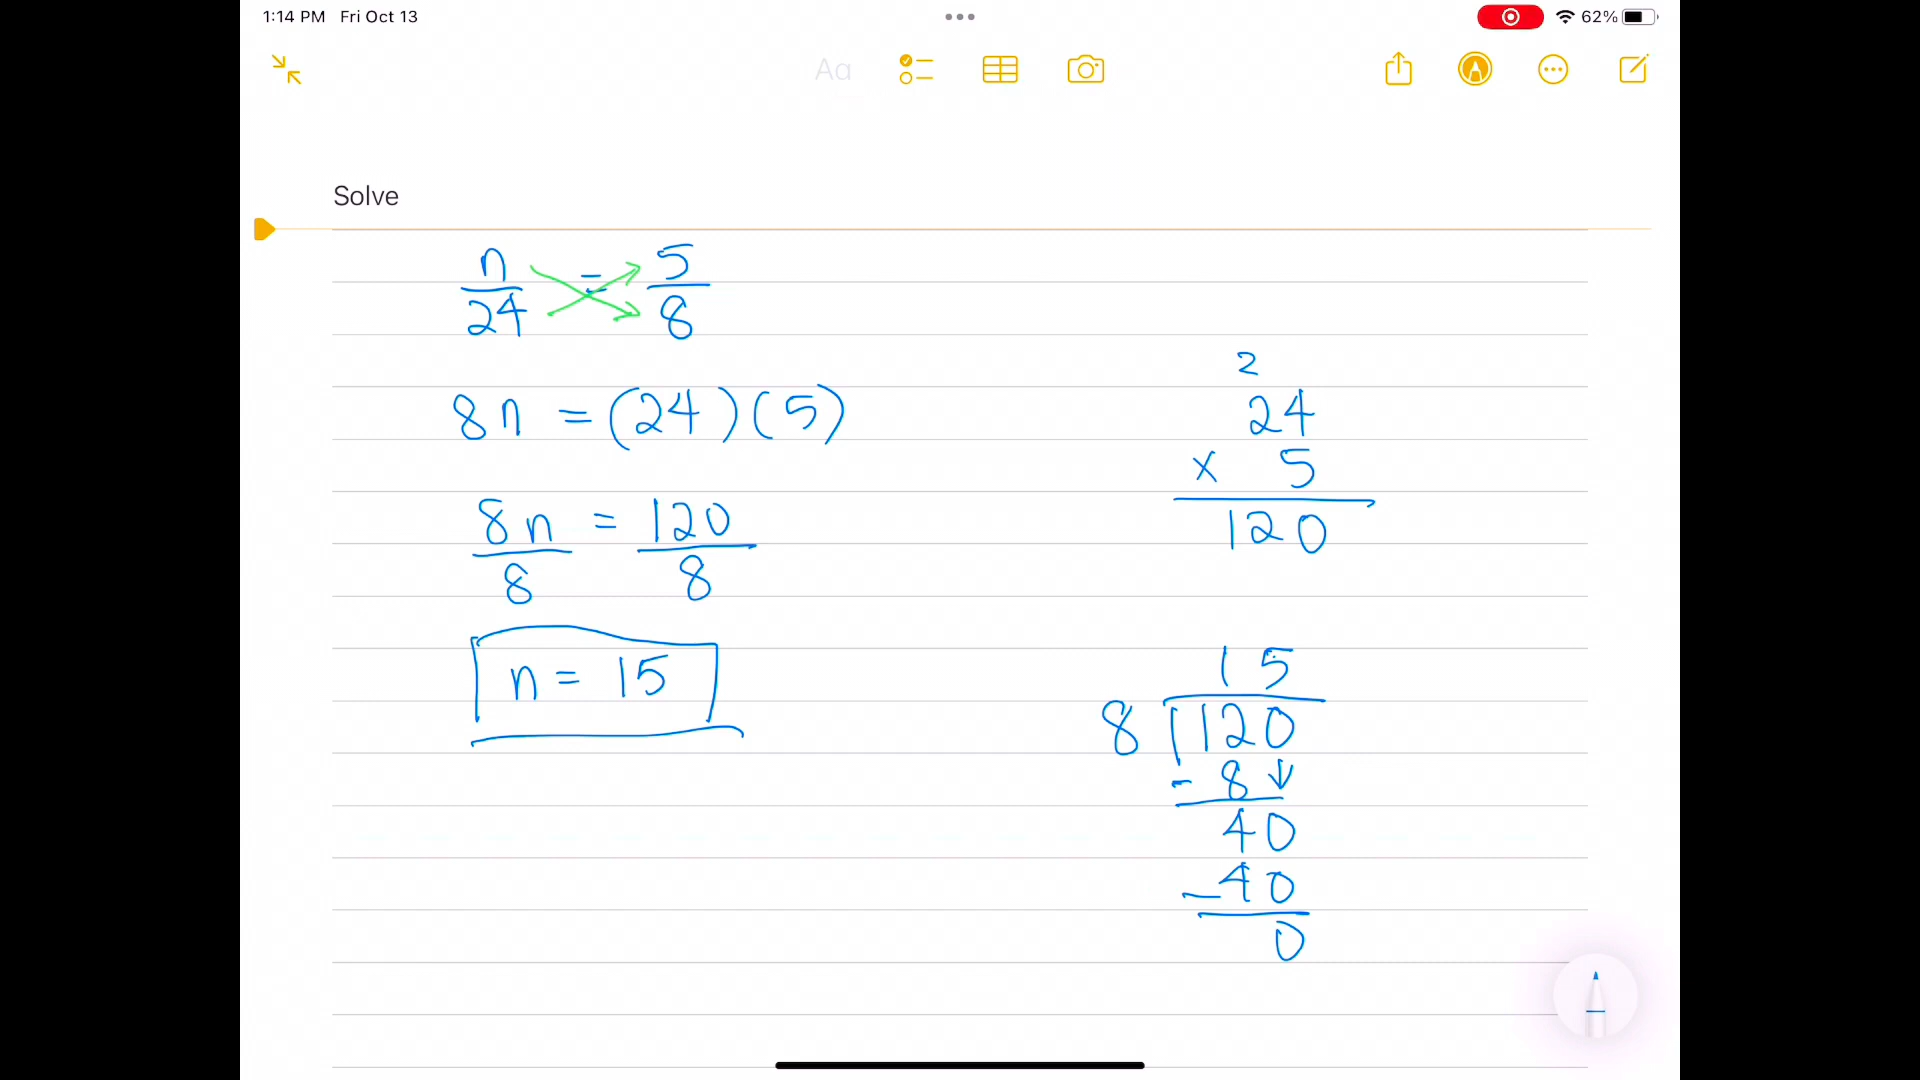 1:14 PM Fri Oct 13
62%
Aa
Solve
n/24 = 5/8
8n = (24)(5)
8n/8 = 120/8
n = 15
2
24
x 5
120
15
8 120
- 8↓
40
-40
0